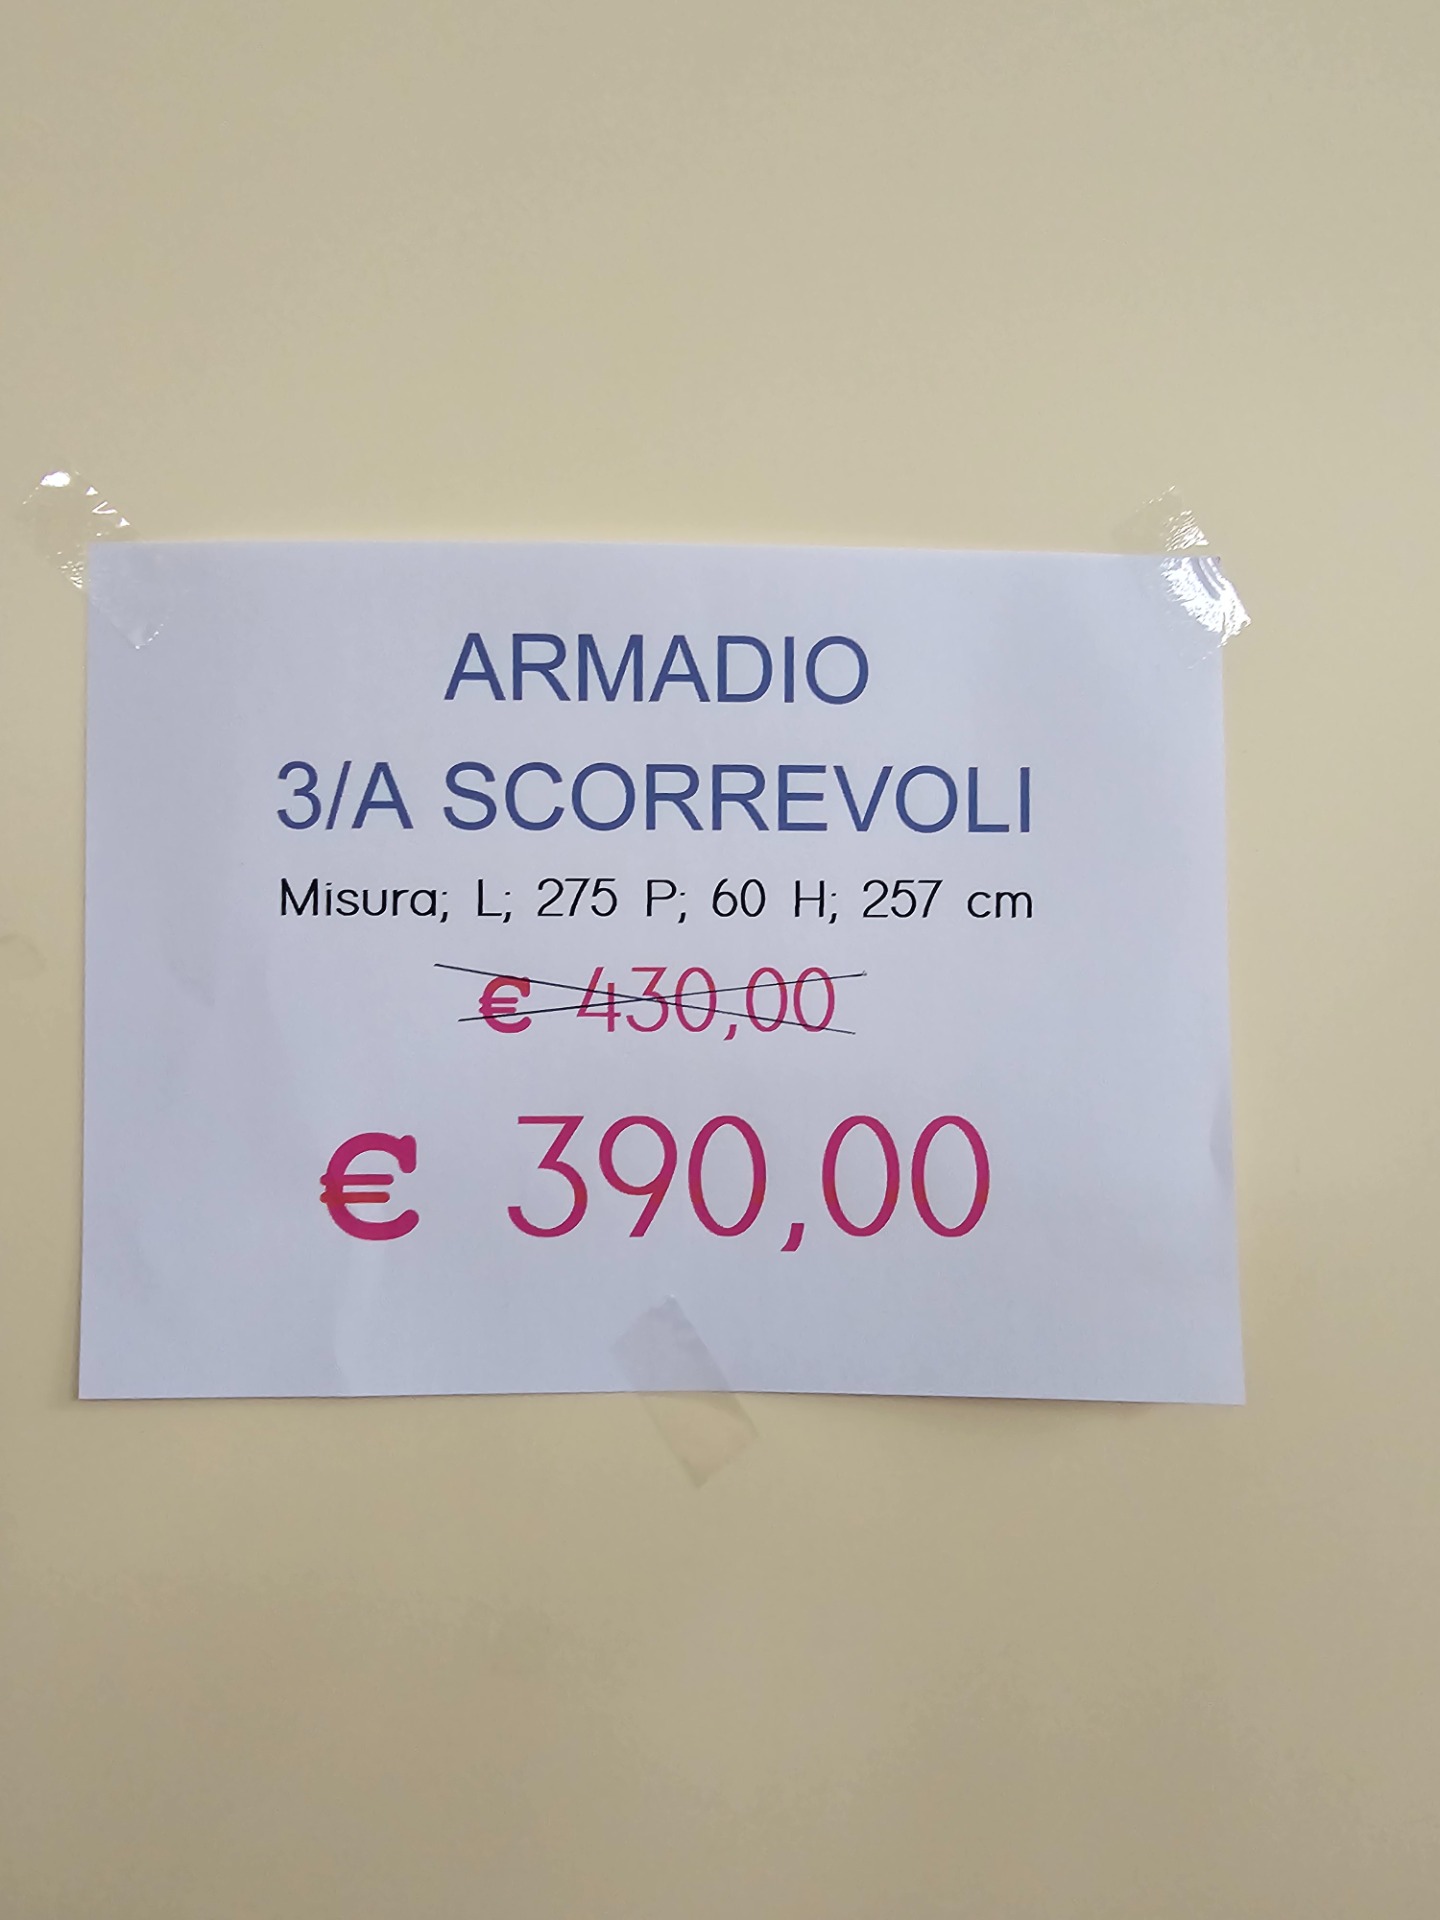 ARMADIO
3/A SCORREVOLI
Misura; L; 275 P; 60 H; 257 cm
€ 430,00
€ 390,00